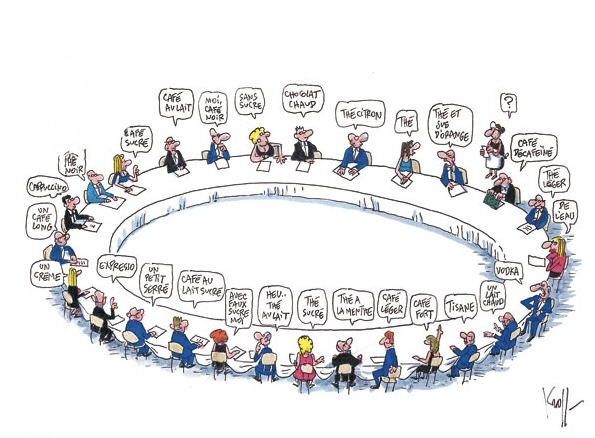 CAFÉ
AU LAIT
MOI,
CAFÉ
NOIR
SANS
SUCRE
CHOCOLAT
CHAUD
THÉ CITRON
THÉ
THÉ ET
JUS
D'ORANGE
?
CAFÉ
DÉCAFÉINÉ
THÉ
LÉGER
DE
L'EAU
CAFÉ
SUCRÉ
THÉ
NOIR
CAPPUCCINO
UN
CAFÉ
LONG
UN
CRÈME
EXPRESSO
UN
PETIT
SERRÉ
CAFÉ AU
LAIT SUCRÉ
AVEC
FAUX
SUCRE
MOI
HEU..
THÉ
AU LAIT
THÉ
SUCRÉ
THÉ À
LA MENTHE
CAFÉ
LÉGER
CAFÉ
FORT
TISANE
UN
LAIT
CHAUD
VODKA
Kroll